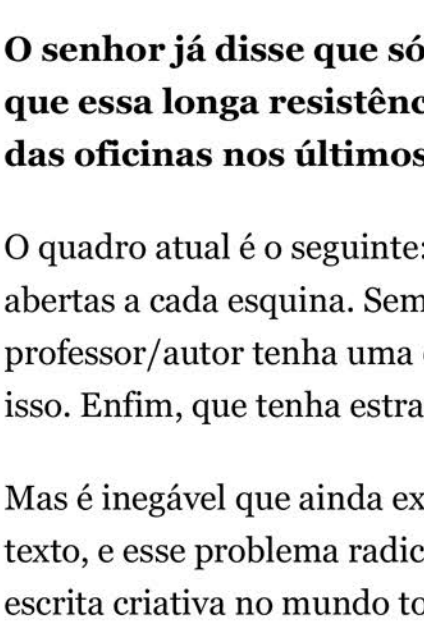 O senhor já disse que só
que essa longa resistênc
das oficinas nos últimos
O quadro atual é o seguinte:
abertas a cada esquina. Sem
professor/autor tenha uma
isso. Enfim, que tenha estra
Mas é inegável que ainda ex
texto, e esse problema radic
escrita criativa no mundo to